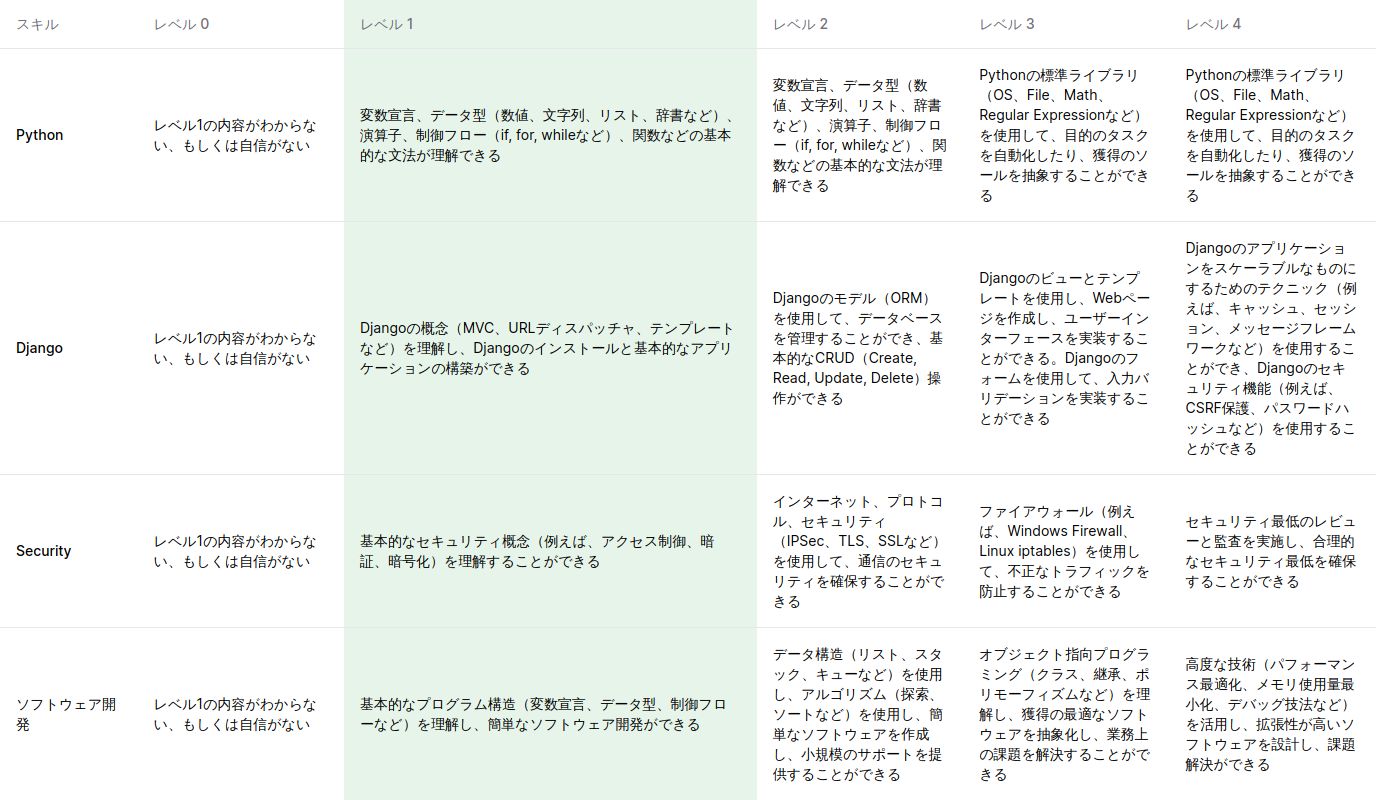 スキル
レベル 0
レベル 1
レベル 2
レベル 3
レベル 4
Python
レベル1の内容がわからな
い、もしくは自信がない
変数宣言、データ型（数値、文字列、リスト、辞書など）、
演算子、制御フロー（if, for, whileなど）、関数などの基本
的な文法が理解できる
変数宣言、データ型（数
値、文字列、リスト、辞書
など）、演算子、制御フロ
ー（if, for, whileなど）、関
数などの基本的な文法が理
解できる
Pythonの標準ライブラリ
（OS、File、Math、
Regular Expressionなど）
を使用して、目的のタスク
を自動化したり、獲得のソ
ールを抽象することができ
る
Pythonの標準ライブラリ
（OS、File、Math、
Regular Expressionなど）
を使用して、目的のタスク
を自動化したり、獲得のソ
ールを抽象することができ
る
Django
レベル1の内容がわからな
い、もしくは自信がない
Djangoの概念（MVC、URLディスパッチャ、テンプレート
など）を理解し、Djangoのインストールと基本的なアプリ
ケーションの構築ができる
Djangoのモデル（ORM）
を使用して、データベース
を管理することができ、基
本的なCRUD（Create,
Read, Update, Delete）操
作ができる
Djangoのビューとテンプ
レートを使用し、Webペー
ジを作成し、ユーザーイン
ターフェースを実装するこ
とができる。Djangoのフ
ォームを使用して、入力バ
リデーションを実装するこ
とができる
Djangoのアプリケーショ
ンをスケーラブルなものに
するためのテクニック（例
えば、キャッシュ、セッシ
ョン、メッセージフレーム
ワークなど）を使用するこ
とができ、Djangoのセキ
ュリティ機能（例えば、
CSRF保護、パスワードハ
ッシュなど）を使用するこ
とができる
Security
レベル1の内容がわからな
い、もしくは自信がない
基本的なセキュリティ概念（例えば、アクセス制御、暗
証、暗号化）を理解することができる
インターネット、プロトコ
ル、セキュリティ
（IPSec、TLS、SSLなど）
を使用して、通信のセキュ
リティを確保することがで
きる
ファイアウォール（例え
ば、Windows Firewall、
Linux iptables）を使用し
て、不正なトラフィックを
防止することができる
セキュリティ最低のレビュ
ーと監査を実施し、合理的
なセキュリティ最低を確保
することができる
ソフトウェア開
発
レベル1の内容がわからな
い、もしくは自信がない
基本的なプログラム構造（変数宣言、データ型、制御フロ
ーなど）を理解し、簡単なソフトウェア開発ができる
データ構造（リスト、スタ
ック、キューなど）を使用
し、アルゴリズム（探索、
ソートなど）を使用し、簡
単なソフトウェアを作成
し、小規模のサポートを提
供することができる
オブジェクト指向プログラ
ミング（クラス、継承、ポ
リモーフィズムなど）を理
解し、獲得の最適なソフト
ウェアを抽象化し、業務上
の課題を解決することがで
きる
高度な技術（パフォーマン
ス最適化、メモリ使用量最
小化、デバッグ技法など）
を活用し、拡張性が高いソ
フトウェアを設計し、課題
解決ができる